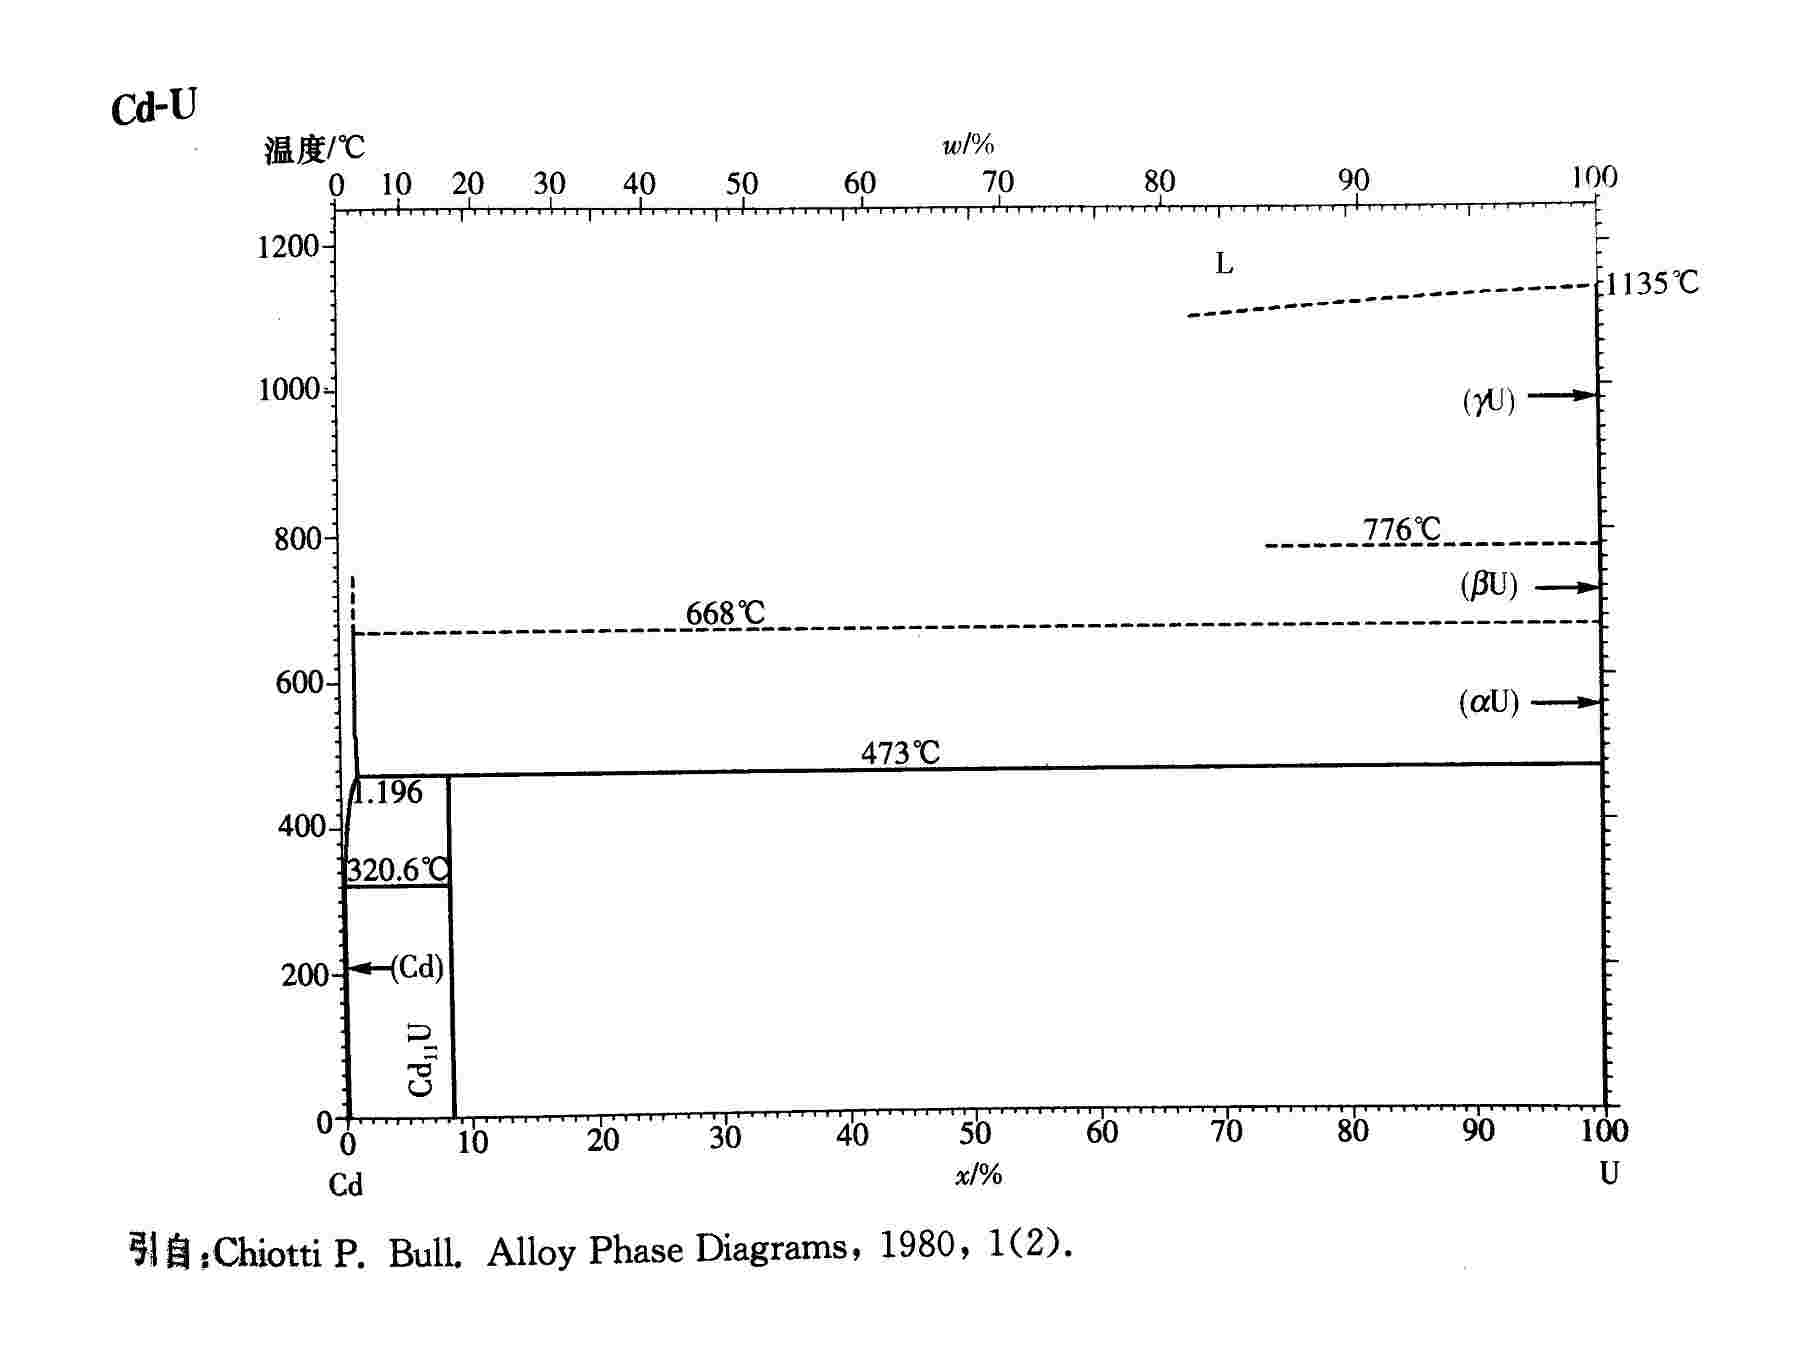 Cd-U
温度/℃
w/%
0 10 20 30 40 50 60 70 80 90 100
1200
L
1135℃
1000
(γU)
800
776℃
(βU)
668℃
600
(αU)
473℃
1.196
400
320.6℃
200
(Cd)
Cd₁₁U
0
0 10 20 30 40 50 60 70 80 90 100
Cd
x/%
U
引自:Chiotti P. Bull. Alloy Phase Diagrams, 1980, 1(2).